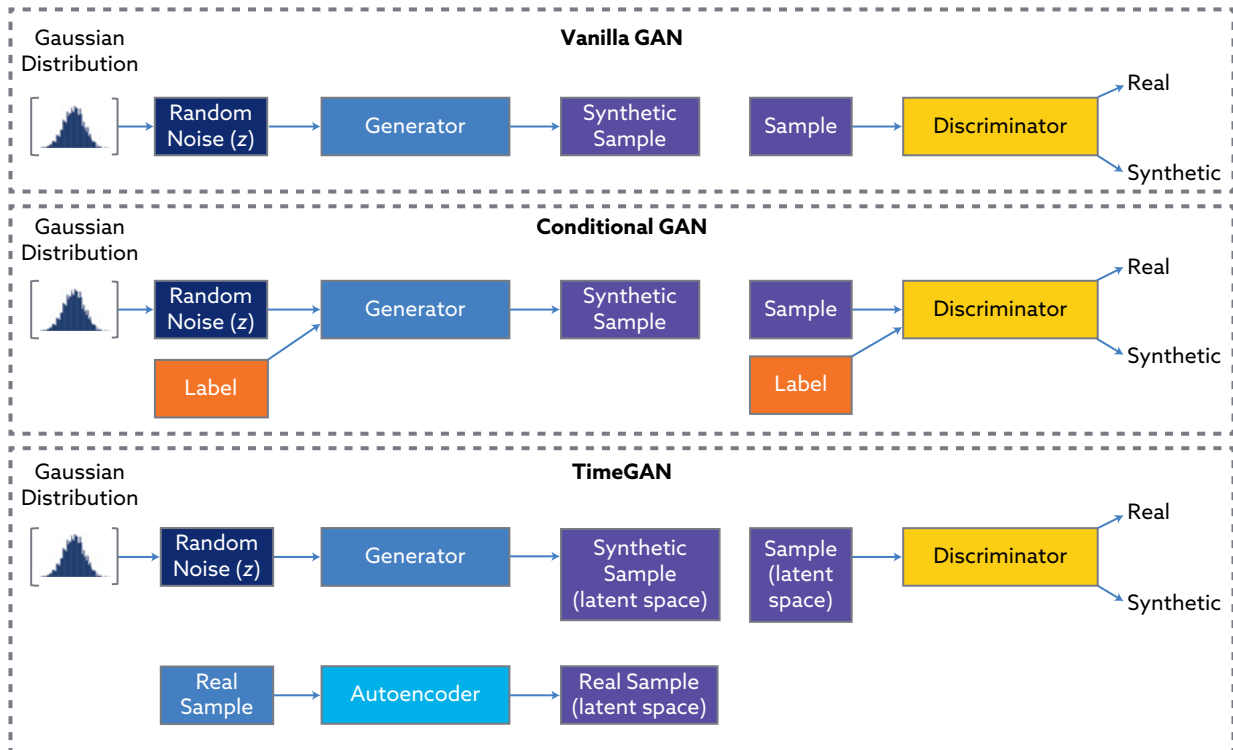 Vanilla GAN
Gaussian
Distribution
Random
Noise (z)
Generator
Synthetic
Sample
Sample
Discriminator
Real
Synthetic
Conditional GAN
Gaussian
Distribution
Random
Noise (z)
Label
Generator
Synthetic
Sample
Sample
Label
Discriminator
Real
Synthetic
TimeGAN
Gaussian
Distribution
Random
Noise (z)
Generator
Synthetic
Sample
(latent space)
Sample
(latent
space)
Discriminator
Real
Synthetic
Real
Sample
Autoencoder
Real Sample
(latent space)